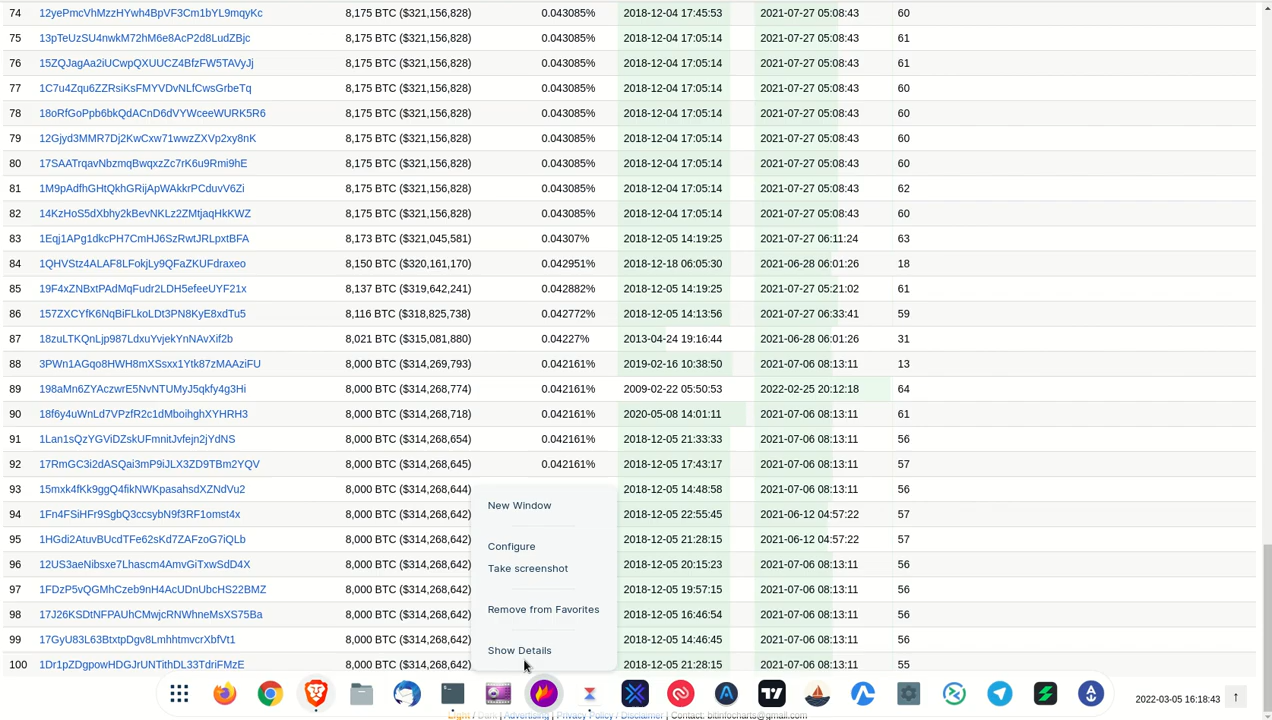 74 12yePmcVhMzzHYwh4BpVF3Cm1bYL9mqyKc 8,175 BTC ($321,156,828) 0.043085% 2018-12-04 17:45:53 2021-07-27 05:08:43 60
75 13pTeUzSU4nwkM72hM6e8AcP2d8LudZBjc 8,175 BTC ($321,156,828) 0.043085% 2018-12-04 17:05:14 2021-07-27 05:08:43 61
76 15ZQJagAa2iUCwpQXUUCZ4BfzFW5TAVyJj 8,175 BTC ($321,156,828) 0.043085% 2018-12-04 17:05:14 2021-07-27 05:08:43 61
77 1C7u4Zqu6ZZRsiKsFMYVDvNLfCwsGrbeTq 8,175 BTC ($321,156,828) 0.043085% 2018-12-04 17:05:14 2021-07-27 05:08:43 60
78 18oRfGoPpb6bkQdACnD6dVYWceeWURK5R6 8,175 BTC ($321,156,828) 0.043085% 2018-12-04 17:05:14 2021-07-27 05:08:43 60
79 12Gjyd3MMR7Dj2KwCxw71wwzZXVp2xy8nK 8,175 BTC ($321,156,828) 0.043085% 2018-12-04 17:05:14 2021-07-27 05:08:43 60
80 17SAATrqavNbzmqBwqxzZc7rK6u9Rmi9hE 8,175 BTC ($321,156,828) 0.043085% 2018-12-04 17:05:14 2021-07-27 05:08:43 60
81 1M9pAdfhGHtQkhGRijApWAkkrPCduvV6Zi 8,175 BTC ($321,156,828) 0.043085% 2018-12-04 17:05:14 2021-07-27 05:08:43 62
82 14KzHoS5dXbhy2kBevNKLz2ZMtjaqHkKWZ 8,175 BTC ($321,156,828) 0.043085% 2018-12-04 17:05:14 2021-07-27 05:08:43 60
83 1Eqj1APg1dkcPH7CmHJ6SzRwtJRLpxtBFA 8,173 BTC ($321,045,581) 0.04307% 2018-12-05 14:19:25 2021-07-27 06:11:24 63
84 1QHVStz4ALAF8LFokjLy9QFaZKUFdraxeo 8,150 BTC ($320,161,170) 0.042951% 2018-12-18 06:05:30 2021-06-28 06:01:26 18
85 19F4xZNBxtPAdMqFudr2LDH5efeeUYF21x 8,137 BTC ($319,642,241) 0.042882% 2018-12-05 14:19:25 2021-07-27 05:21:02 61
86 157ZXCYfK6NqBiFLkoLDt3PN8KyE8xdTu5 8,116 BTC ($318,825,738) 0.042772% 2018-12-05 14:13:56 2021-07-27 06:33:41 59
87 18zuLTKQnLjp987LdxuYvjekYnNAvXif2b 8,021 BTC ($315,081,880) 0.04227% 2013-04-24 19:16:44 2021-06-28 06:01:26 31
88 3PWn1AGqo8HWH8mXSsxx1Ytk87zMAAziFU 8,000 BTC ($314,269,793) 0.042161% 2019-02-16 10:38:50 2021-07-06 08:13:11 13
89 198aMn6ZYAczwrE5NvNTUMyJ5qkfy4g3Hi 8,000 BTC ($314,268,774) 0.042161% 2009-02-22 05:50:53 2022-02-25 20:12:18 64
90 18f6y4uWnLd7VPzfR2c1dMboihghXYHRH3 8,000 BTC ($314,268,718) 0.042161% 2020-05-08 14:01:11 2021-07-06 08:13:11 61
91 1Lan1sQzYGViDZskUFmnitJvfejn2jYdNS 8,000 BTC ($314,268,654) 0.042161% 2018-12-05 21:33:33 2021-07-06 08:13:11 56
92 17RmGC3i2dASQai3mP9iJLX3ZD9TBm2YQV 8,000 BTC ($314,268,645) 0.042161% 2018-12-05 17:43:17 2021-07-06 08:13:11 57
93 15mxk4fKk9ggQ4fikNWKpasahsdXZNdVu2 8,000 BTC ($314,268,644) 2018-12-05 14:48:58 2021-07-06 08:13:11 56
New Window
94 1Fn4FSiHFr9SgbQ3ccsybN9f3RF1omst4x 8,000 BTC ($314,268,642) 2018-12-05 22:55:45 2021-06-12 04:57:22 57
95 1HGdi2AtuvBUcdTFe62sKd7ZAFzoG7iQLb 8,000 BTC ($314,268,642) 2018-12-05 21:28:15 2021-06-12 04:57:22 57
Configure
96 12US3aeNibsxe7Lhascm4AmvGiTxwSdD4X 8,000 BTC ($314,268,642) 2018-12-05 20:15:23 2021-07-06 08:13:11 56
Take screenshot
97 1FDzP5vQGMhCzeb9nH4AcUDnUbcHS22BMZ 8,000 BTC ($314,268,642) 2018-12-05 19:57:15 2021-07-06 08:13:11 56
Remove from Favorites
98 17J26KSDtNFPAUhCMwjcRNWhneMsXS75Ba 8,000 BTC ($314,268,642) 2018-12-05 16:46:54 2021-07-06 08:13:11 56
99 17GyU83L63BtxtpDgv8LmhhtmvcrXbfVt1 8,000 BTC ($314,268,642) 2018-12-05 14:46:45 2021-07-06 08:13:11 56
Show Details
100 1Dr1pZDgpowHDGJrUNTithDL33TdriFMzE 8,000 BTC ($314,268,642) 2018-12-05 21:28:15 2021-07-06 08:13:11 55
2022-03-05 16:18:43
Light / Dark | Advertising | Privacy Policy / Disclaimer | Contact: bitinfocharts@gmail.com